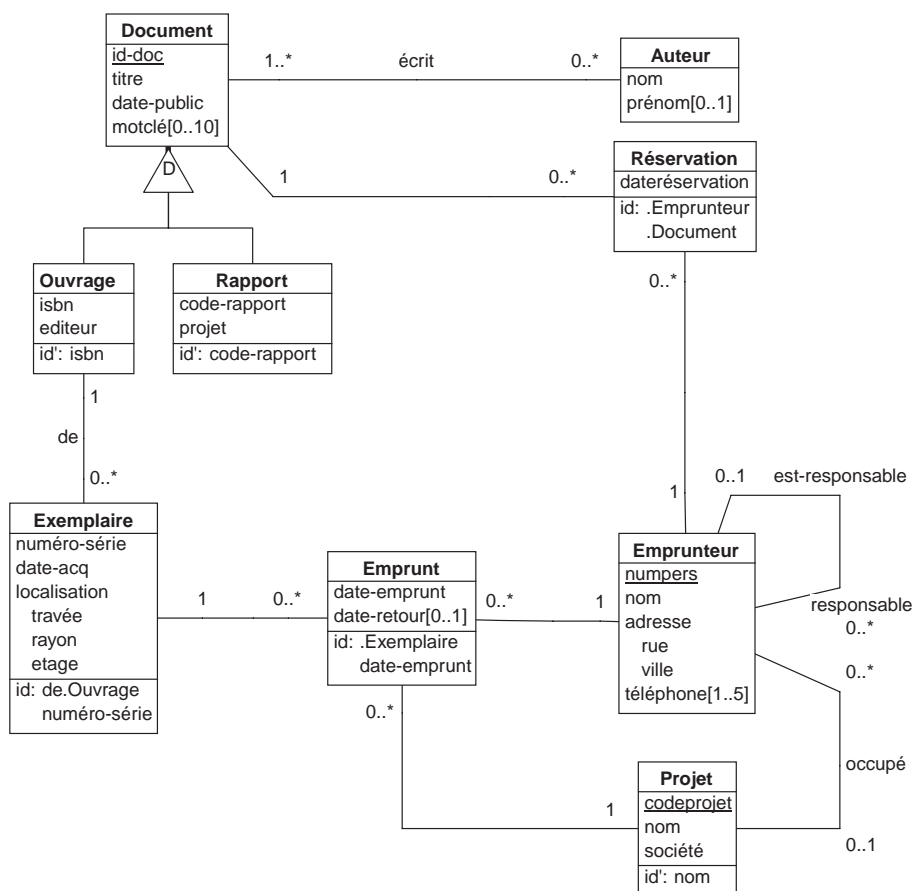 Document
id-doc
titre
date-public
motclé[0..10]
1..*
écrit
0..*
Auteur
nom
prénom[0..1]
D
1
0..*
Réservation
dateréservation
id: .Emprunteur
.Document
0..*
Ouvrage
isbn
editeur
id': isbn
Rapport
code-rapport
projet
id': code-rapport
1
de
0..*
1
0..1
est-responsable
Exemplaire
numéro-série
date-acq
localisation
travée
rayon
etage
id: de.Ouvrage
numéro-série
1
0..*
Emprunt
date-emprunt
date-retour[0..1]
id: .Exemplaire
date-emprunt
0..*
1
Emprunteur
numpers
nom
adresse
rue
ville
téléphone[1..5]
responsable
0..*
0..*
0..*
occupé
Projet
codeprojet
nom
société
id': nom
1
0..1